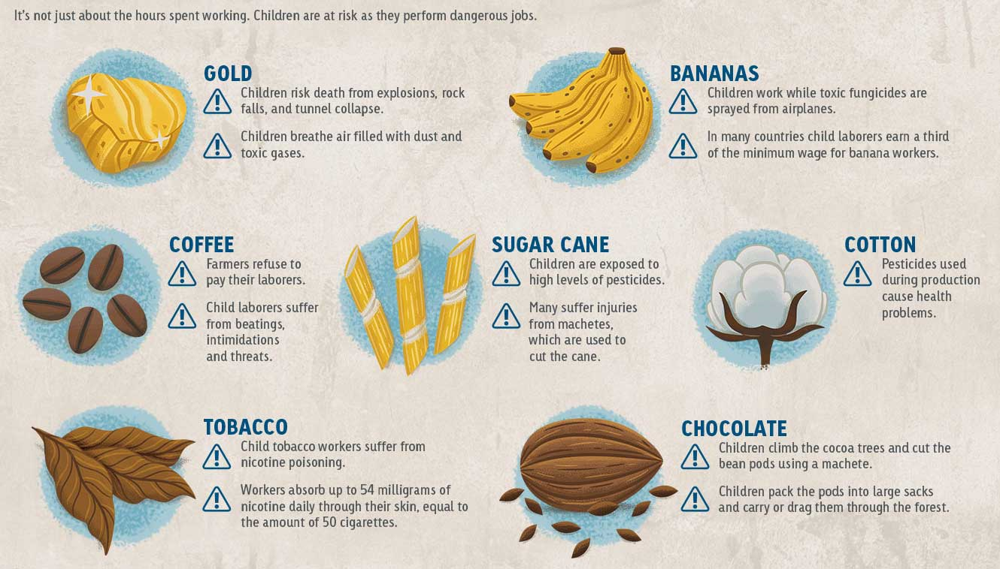 It's not just about the hours spent working. Children are at risk as they perform dangerous jobs.
GOLD
Children risk death from explosions, rock
falls, and tunnel collapse.
Children breathe air filled with dust and
toxic gases.
BANANAS
Children work while toxic fungicides are
sprayed from airplanes.
In many countries child laborers earn a third
of the minimum wage for banana workers.
COFFEE
Farmers refuse to
pay their laborers.
Child laborers suffer
from beatings,
intimidations
and threats.
SUGAR CANE
Children are exposed to
high levels of pesticides.
Many suffer injuries
from machetes,
which are used to
cut the cane.
COTTON
Pesticides used
during production
cause health
problems.
TOBACCO
Child tobacco workers suffer from
nicotine poisoning.
Workers absorb up to 54 milligrams of
nicotine daily through their skin, equal to
the amount of 50 cigarettes.
CHOCOLATE
Children climb the cocoa trees and cut the
bean pods using a machete.
Children pack the pods into large sacks
and carry or drag them through the forest.